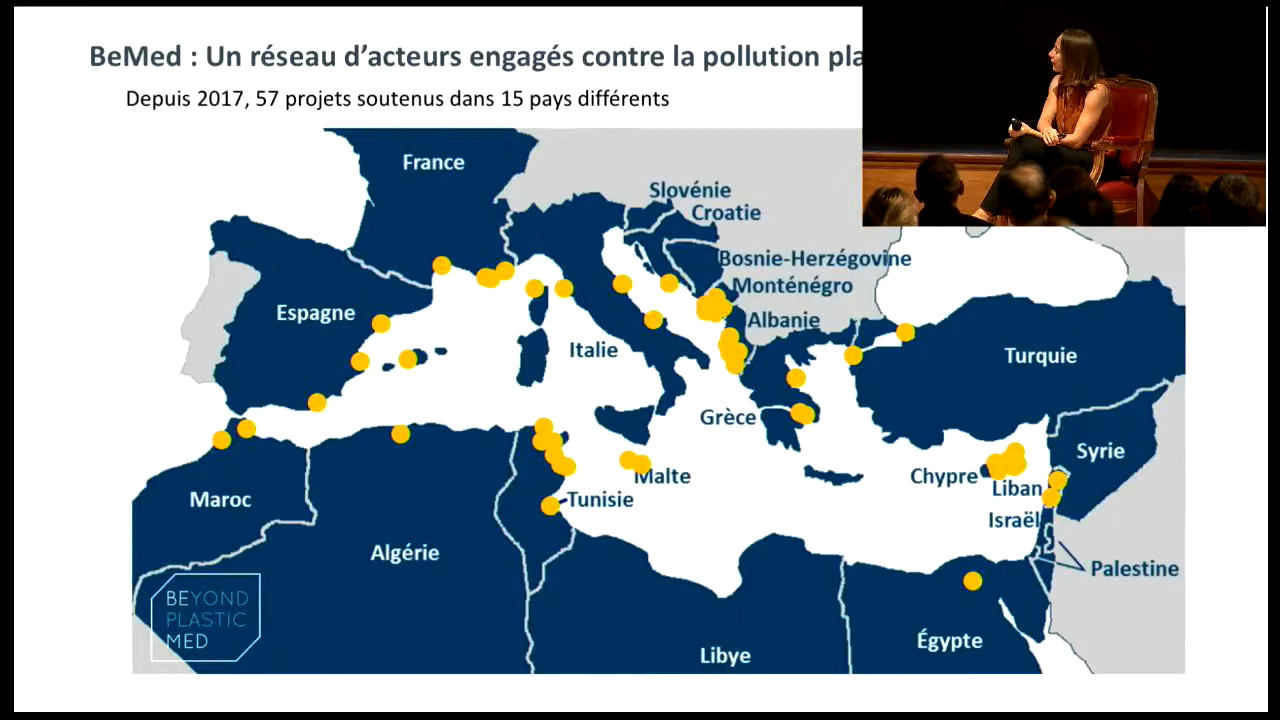 BeMed : Un réseau d'acteurs engagés contre la pollution
Depuis 2017, 57 projets soutenus dans 15 pays différents
France
Slovénie
Croatie
Bosnie-Herzégovine
Monténégro
Espagne
Albanie
Italie
Turquie
Grèce
Syrie
Chypre
Malte
Liban
Maroc
Tunisie
Israël
Algérie
Palestine
BEYOND
PLASTIC
MED
Égypte
Libye